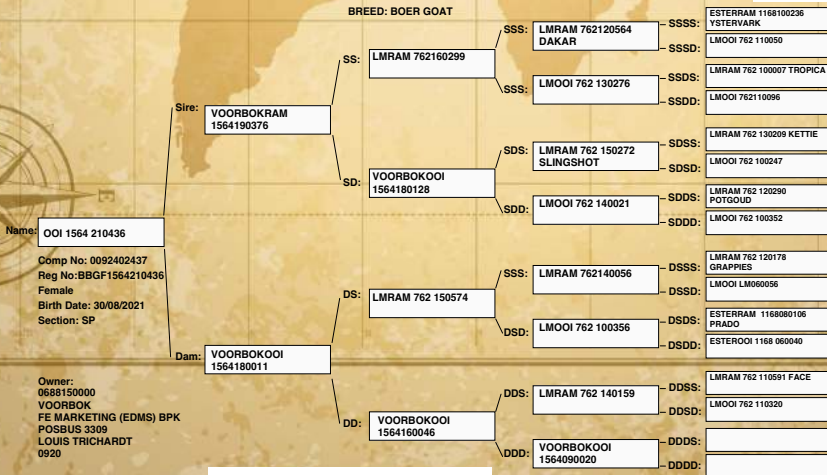 BREED: BOER GOAT
Name:
OOI 1564 210436
Comp No: 0092402437
Reg No:BBGF1564210436
Female
Birth Date: 30/08/2021
Section: SP
Owner:
0688150000
VOORBOK
FE MARKETING (EDMS) BPK
POSBUS 3309
LOUIS TRICHARDT
0920
E
Sire:
VOORBOKRAM
1564190376
Dam:
VOORBOKOOI
1564180011
SS:
LMRAM 762160299
SD:
VOORBOKOOI
1564180128
DS:
LMRAM 762 150574
DD:
VOORBOKOOI
1564160046
SSS:
LMRAM 762120564
DAKAR
SSS:
LMOOI 762 130276
SDS:
LMRAM 762 150272
SLINGSHOT
SDD:
LMOOI 762 140021
SSS:
LMRAM 762140056
DSD:
LMOOI 762 100356
DDS:
LMRAM 762 140159
DDD:
VOORBOKOOI
1564090020
SSSS:
ESTERRAM 1168100236
YSTERVARK
SSSD:
LMOOI 762 110050
SSDS:
LMRAM 762 100007 TROPICA
SSDD:
LMOOI 762110096
SDSS:
LMRAM 762 130209 KETTIE
SDSD:
LMOOI 762 100247
SDDS:
LMRAM 762 120290
POTGOUD
SDDD:
LMOOI 762 100352
DSSS:
LMRAM 762 120178
GRAPPIES
DSSD:
LMOOI LM060056
DSDS:
ESTERRAM 1168080106
PRADO
DSDD:
ESTEROOI 1168 060040
DDSS:
LMRAM 762 110591 FACE
DDSD:
LMOOI 762 110320
DDDS:
DDDD: